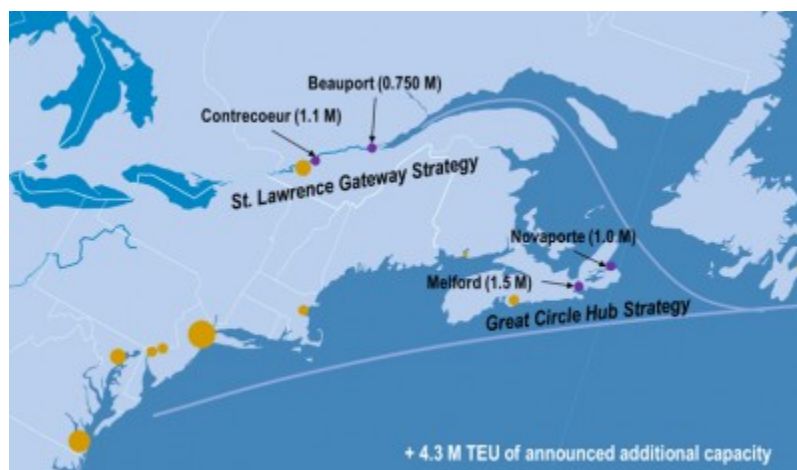 Beauport (0.750 M)
Contrecoeur (1.1 M)
St. Lawrence Gateway Strategy
Novaporte (1.0 M)
Melford (1.5 M)
Great Circle Hub Strategy
+ 4.3 M TEU of announced additional capacity